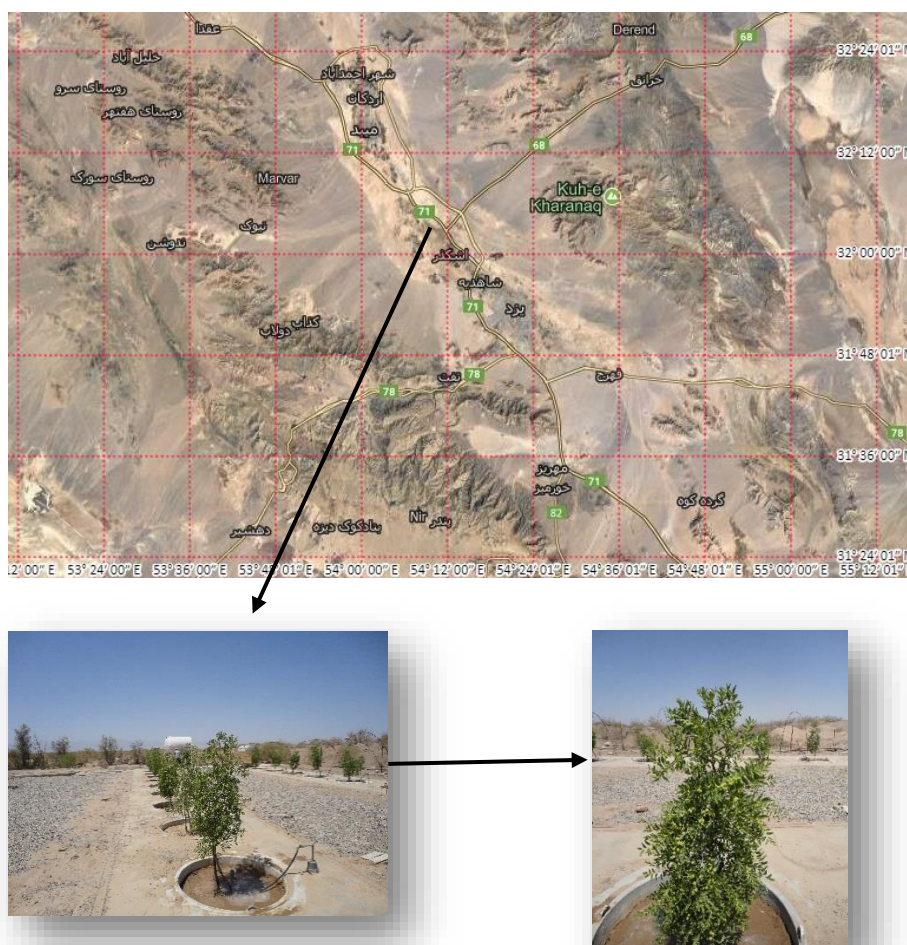 عقدا
Derend
68
32° 24' 01" N
خلیل آباد
شهر احمدآباد
خرانق
روستای سرو
اردکان
روستای هفتهر
میبد
71
68
32° 12' 00" N
روستای سورک
Marvar
Kuh-e
Kharanaq
71
نیوک
ندوشن
32° 00' 00" N
اشکذر
شاهدیه
71
یزد
کذاب
دولاب
31° 48' 01" N
تفت
78
فهرج
78
78
31° 36' 00" N
مهریز
71
خورمیز
گرده کوه
82
بندر Nir
بنادکوک دیزه
دهشیر
31° 24' 01" N
12' 00" E 53° 24' 00" E 53° 36' 00" E 53° 48' 01" E 54° 00' 00" E 54° 12' 00" E 54° 24' 01" E 54° 36' 01" E 54° 48' 01" E 55° 00' 00" E 55° 12' 01" E